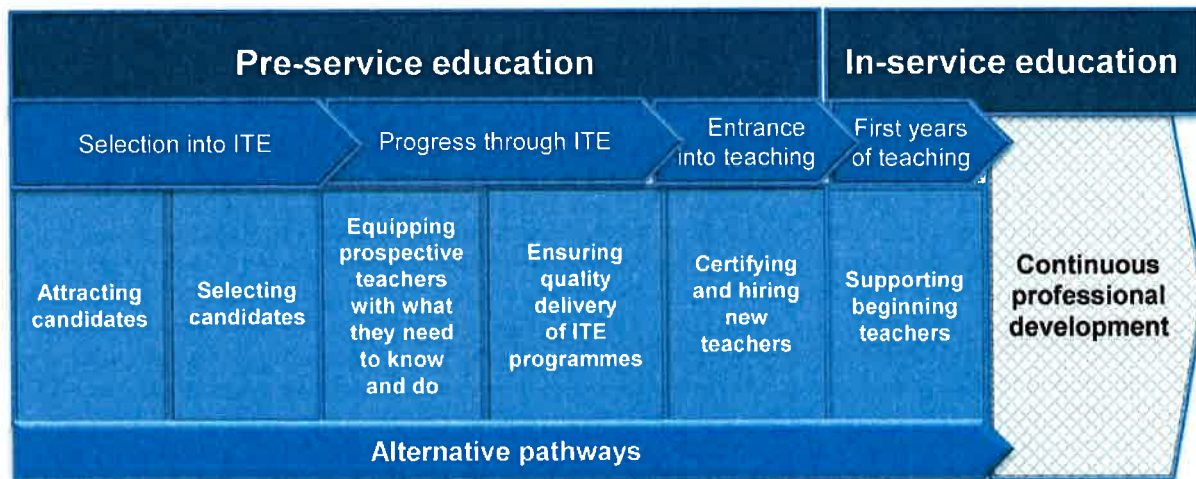 Pre-service education
In-service education
Selection into ITE
Progress through ITE
Entrance
into teaching
First years
of teaching
Attracting
candidates
Selecting
candidates
Equipping
prospective
teachers
with what
they need
to know
and do
Ensuring
quality
delivery
of ITE
programmes
Certifying
and hiring
new
teachers
Supporting
beginning
teachers
Continuous
professional
development
Alternative pathways